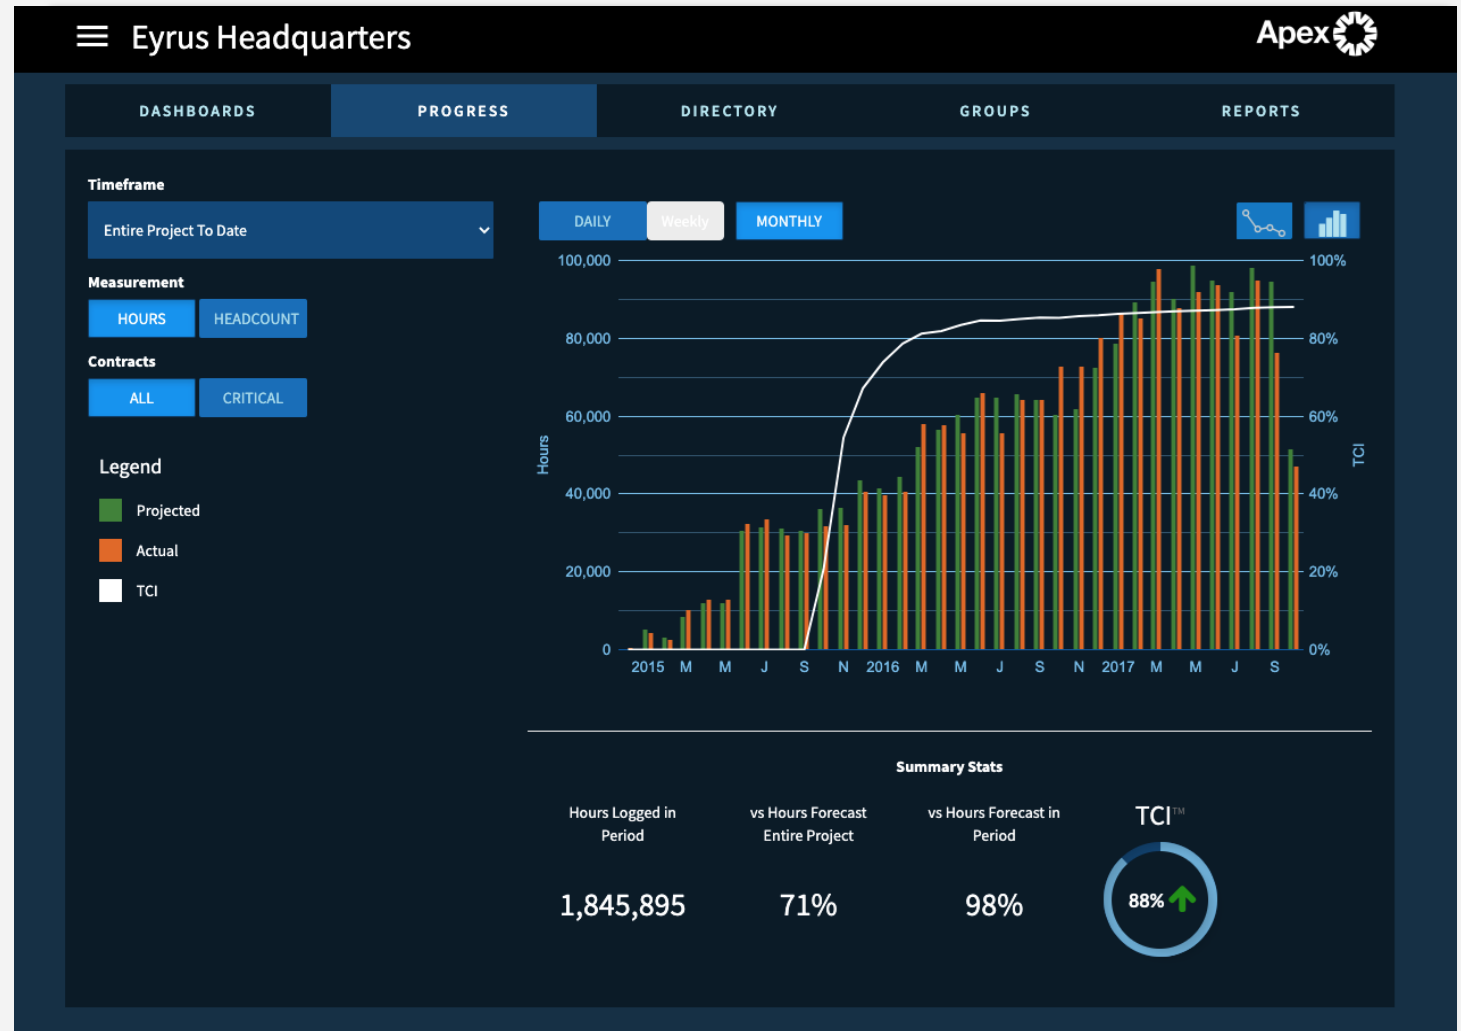 Eyrus Headquarters
Apex
DASHBOARDS
PROGRESS
DIRECTORY
GROUPS
REPORTS
Timeframe
Entire Project To Date
Measurement
HOURS
HEADCOUNT
Contracts
ALL
CRITICAL
Legend
Projected
Actual
TCI
DAILY
Weekly
MONTHLY
100,000
80,000
60,000
40,000
20,000
0
Hours
100%
80%
60%
40%
20%
0%
TCI
2015 M M J S N 2016 M M J S N 2017 M M J S
Summary Stats
Hours Logged in
Period
1,845,895
vs Hours Forecast
Entire Project
71%
vs Hours Forecast in
Period
98%
TCI™
88%